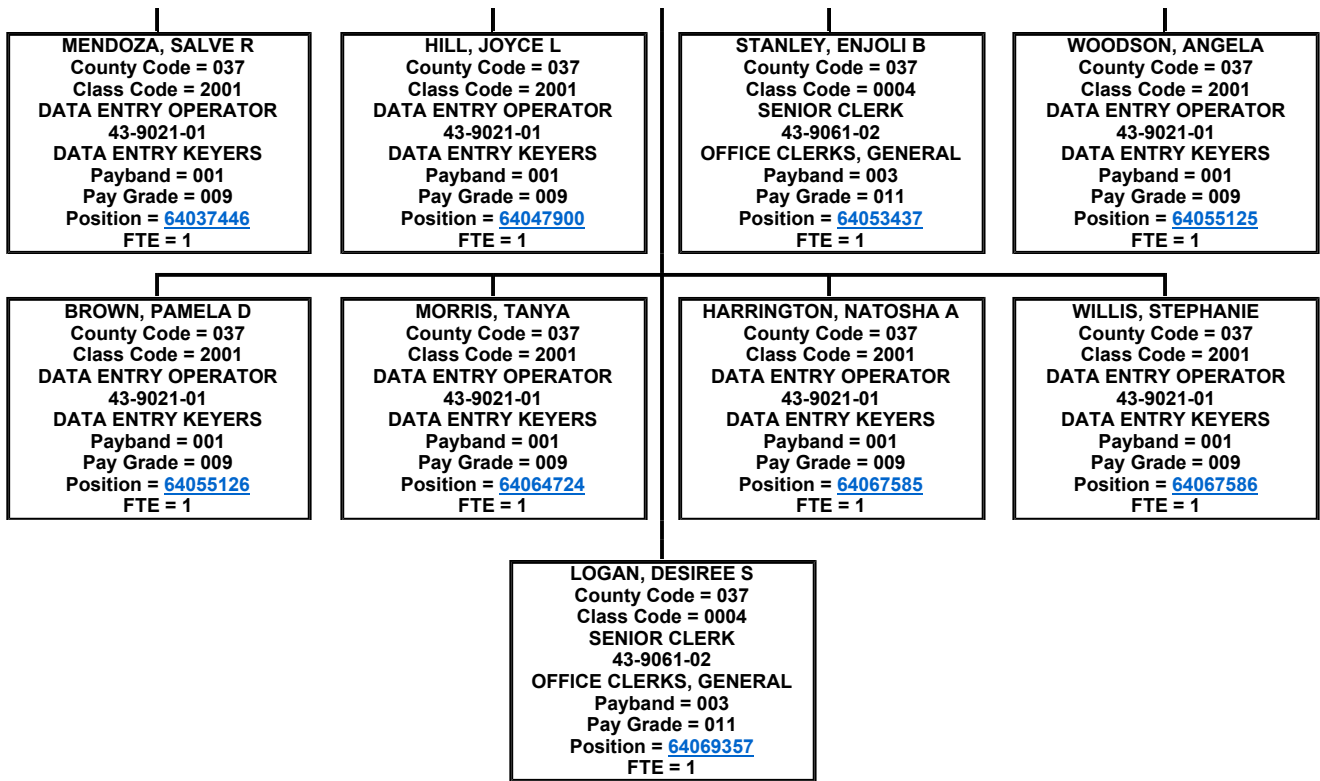 MENDOZA, SALVE R
County Code = 037
Class Code = 2001
DATA ENTRY OPERATOR
43-9021-01
DATA ENTRY KEYERS
Payband = 001
Pay Grade = 009
Position = 64037446
FTE = 1
HILL, JOYCE L
County Code = 037
Class Code = 2001
DATA ENTRY OPERATOR
43-9021-01
DATA ENTRY KEYERS
Payband = 001
Pay Grade = 009
Position = 64047900
FTE = 1
STANLEY, ENJOLI B
County Code = 037
Class Code = 0004
SENIOR CLERK
43-9061-02
OFFICE CLERKS, GENERAL
Payband = 003
Pay Grade = 011
Position = 64053437
FTE = 1
WOODSON, ANGELA
County Code = 037
Class Code = 2001
DATA ENTRY OPERATOR
43-9021-01
DATA ENTRY KEYERS
Payband = 001
Pay Grade = 009
Position = 64055125
FTE = 1
BROWN, PAMELA D
County Code = 037
Class Code = 2001
DATA ENTRY OPERATOR
43-9021-01
DATA ENTRY KEYERS
Payband = 001
Pay Grade = 009
Position = 64055126
FTE = 1
MORRIS, TANYA
County Code = 037
Class Code = 2001
DATA ENTRY OPERATOR
43-9021-01
DATA ENTRY KEYERS
Payband = 001
Pay Grade = 009
Position = 64064724
FTE = 1
HARRINGTON, NATOSHA A
County Code = 037
Class Code = 2001
DATA ENTRY OPERATOR
43-9021-01
DATA ENTRY KEYERS
Payband = 001
Pay Grade = 009
Position = 64067585
FTE = 1
WILLIS, STEPHANIE
County Code = 037
Class Code = 2001
DATA ENTRY OPERATOR
43-9021-01
DATA ENTRY KEYERS
Payband = 001
Pay Grade = 009
Position = 64067586
FTE = 1
LOGAN, DESIREE S
County Code = 037
Class Code = 0004
SENIOR CLERK
43-9061-02
OFFICE CLERKS, GENERAL
Payband = 003
Pay Grade = 011
Position = 64069357
FTE = 1